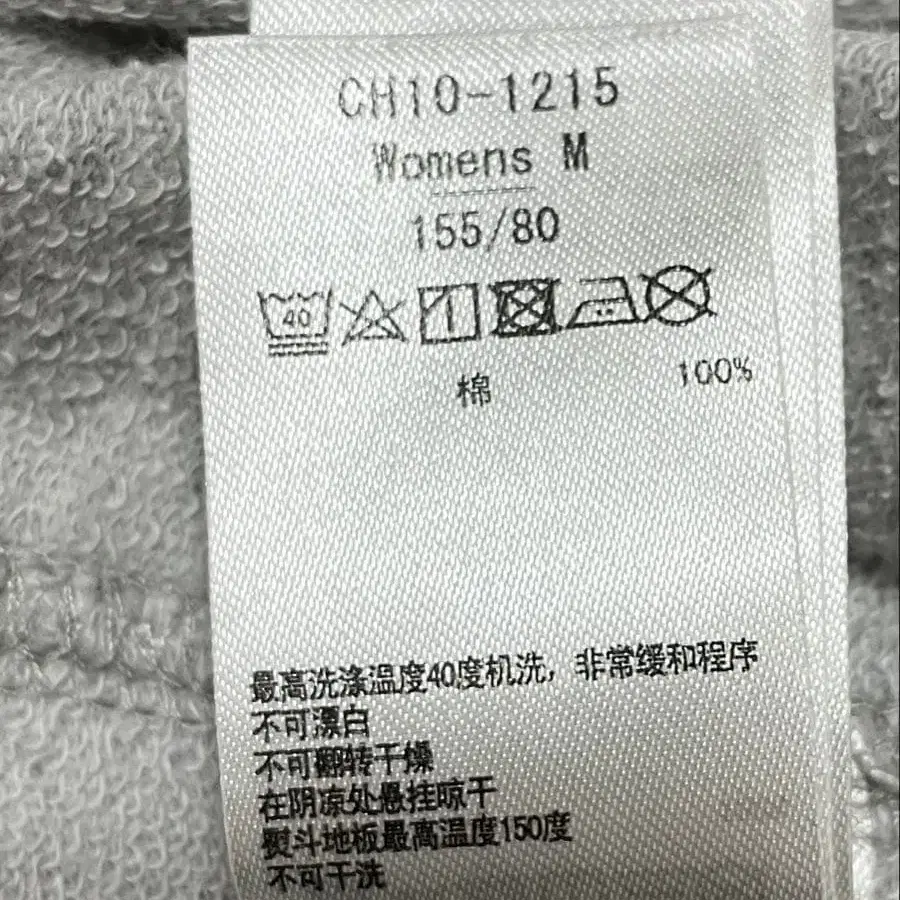 CH10-1215
Womens M
155/80
40
棉 100%
最高洗涤温度40度机洗，非常缓和程序
不可漂白
不可翻转干燥
在阴凉处悬挂晾干
熨斗地板最高温度150度
不可干洗